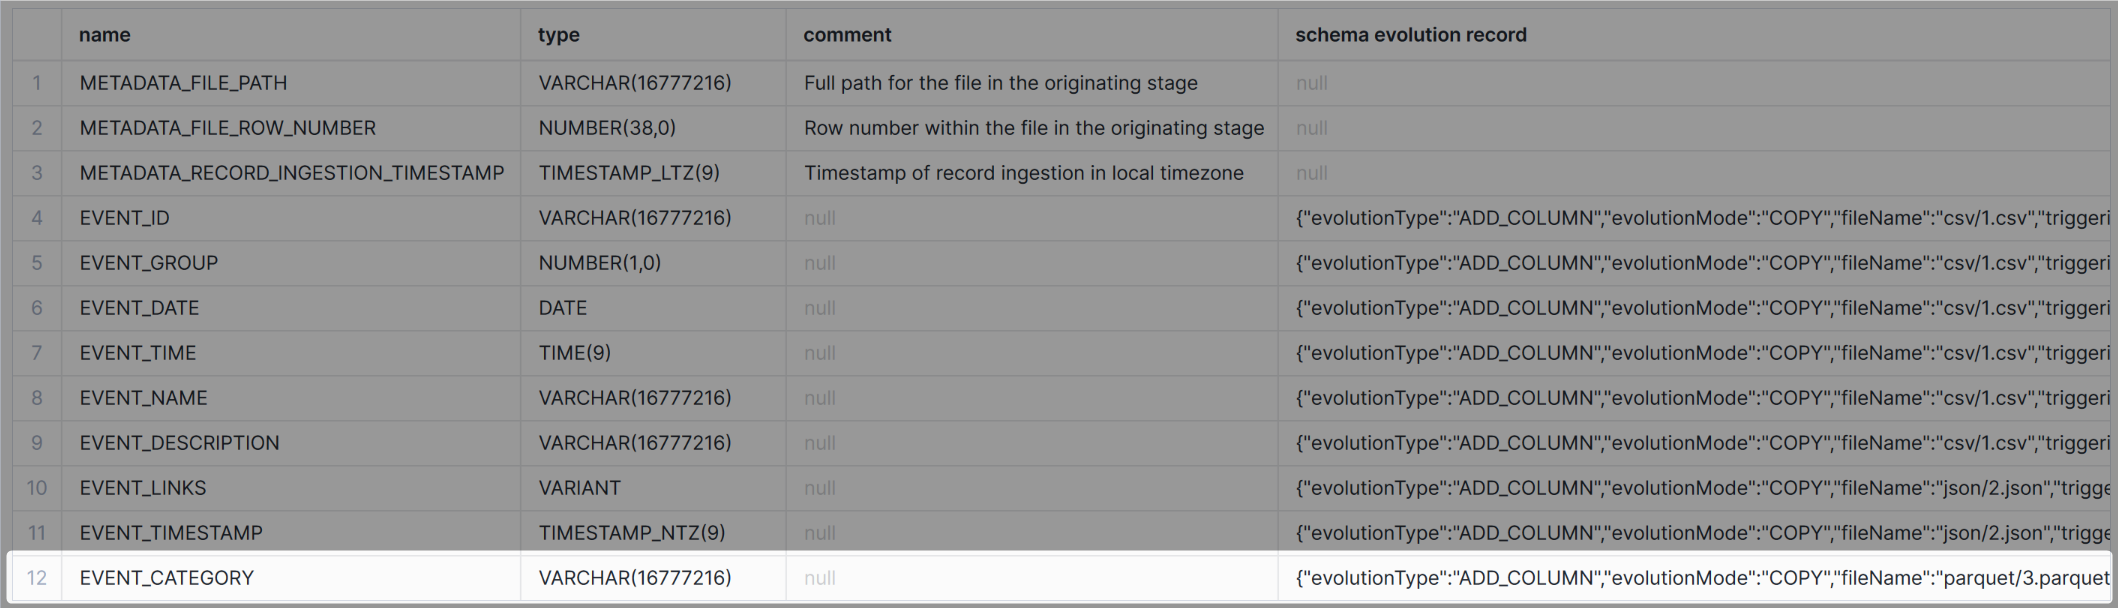 name type comment schema evolution record
1 METADATA_FILE_PATH VARCHAR(16777216) Full path for the file in the originating stage null
2 METADATA_FILE_ROW_NUMBER NUMBER(38,0) Row number within the file in the originating stage null
3 METADATA_RECORD_INGESTION_TIMESTAMP TIMESTAMP_LTZ(9) Timestamp of record ingestion in local timezone null
4 EVENT_ID VARCHAR(16777216) null {"evolutionType":"ADD_COLUMN","evolutionMode":"COPY","fileName":"csv/1.csv","triggeri
5 EVENT_GROUP NUMBER(1,0) null {"evolutionType":"ADD_COLUMN","evolutionMode":"COPY","fileName":"csv/1.csv","triggeri
6 EVENT_DATE DATE null {"evolutionType":"ADD_COLUMN","evolutionMode":"COPY","fileName":"csv/1.csv","triggeri
7 EVENT_TIME TIME(9) null {"evolutionType":"ADD_COLUMN","evolutionMode":"COPY","fileName":"csv/1.csv","triggeri
8 EVENT_NAME VARCHAR(16777216) null {"evolutionType":"ADD_COLUMN","evolutionMode":"COPY","fileName":"csv/1.csv","triggeri
9 EVENT_DESCRIPTION VARCHAR(16777216) null {"evolutionType":"ADD_COLUMN","evolutionMode":"COPY","fileName":"csv/1.csv","triggeri
10 EVENT_LINKS VARIANT null {"evolutionType":"ADD_COLUMN","evolutionMode":"COPY","fileName":"json/2.json","trigge
11 EVENT_TIMESTAMP TIMESTAMP_NTZ(9) null {"evolutionType":"ADD_COLUMN","evolutionMode":"COPY","fileName":"json/2.json","trigge
12 EVENT_CATEGORY VARCHAR(16777216) null {"evolutionType":"ADD_COLUMN","evolutionMode":"COPY","fileName":"parquet/3.parquet